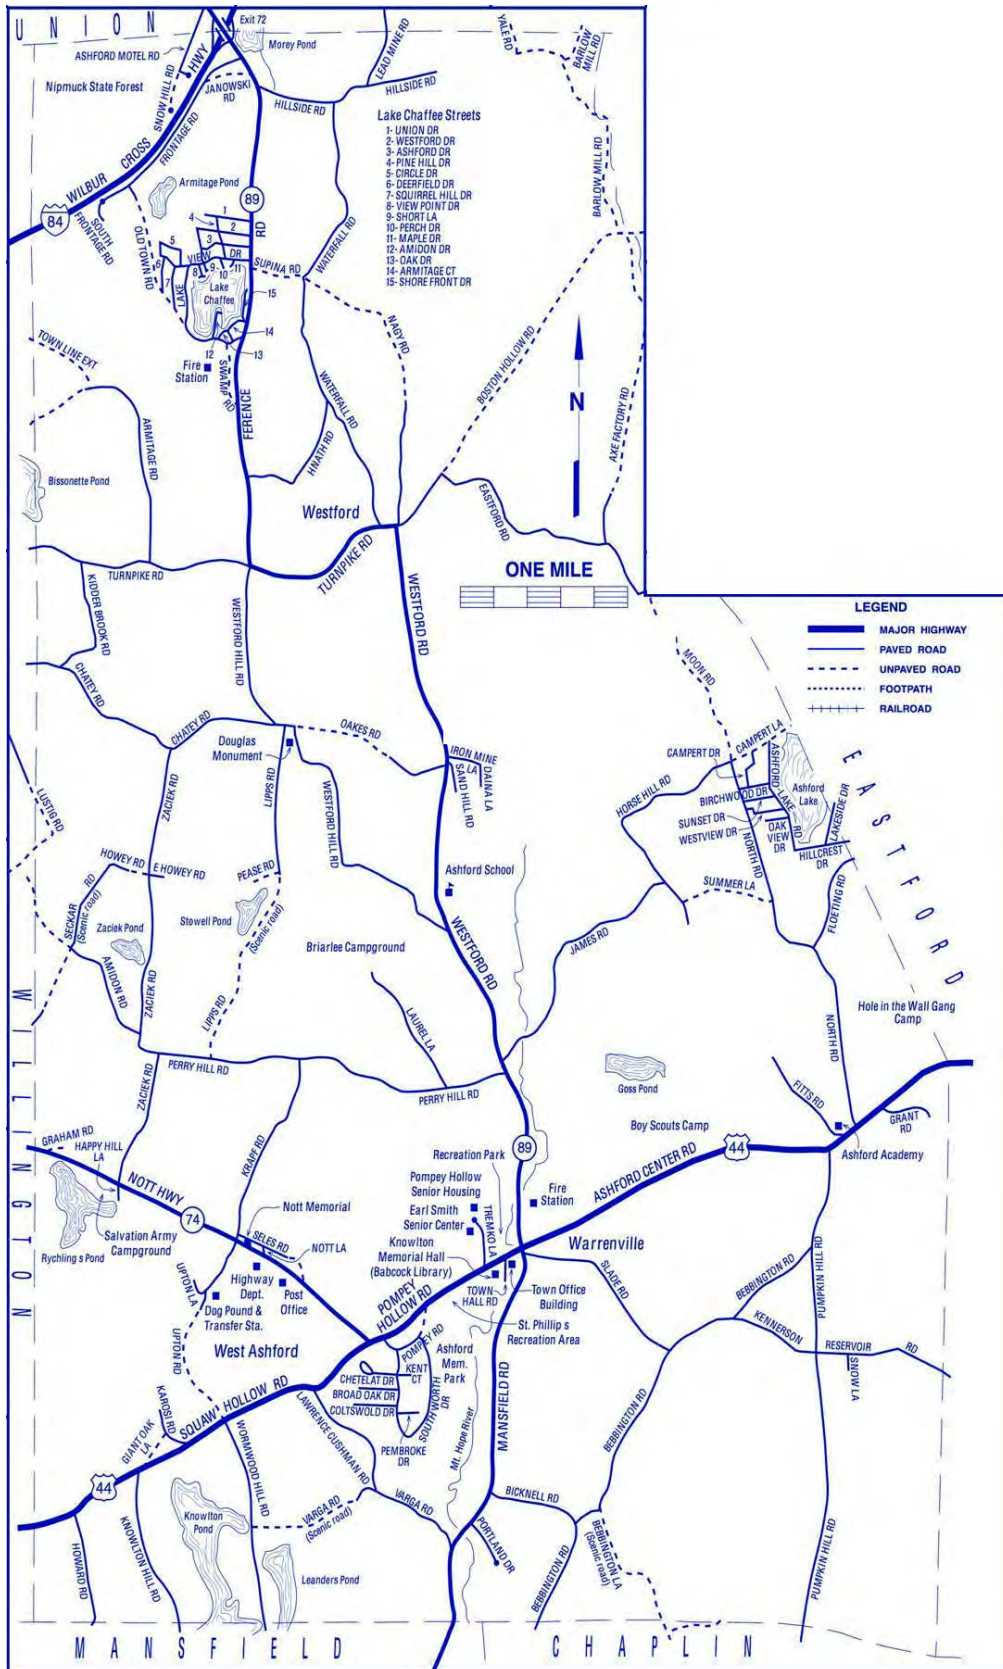 UNION
Exit 72
Morey Pond
ASHFORD MOTEL RD
HWY
Nipmuck State Forest
SNOW HILL RD
JANOWSKI
RD
FRONTAGE RD
CROSS
WILBUR
84
SOUTH
FRONTAGE RD
LEAD MINE RD
HILLSIDE RD
HILLSIDE RD
YALE RD
BARLOW
MILL RD
BARLOW MILL RD
Lake Chaffee Streets
1- UNION DR
2- WESTFORD DR
3- ASHFORD DR
4- PINE HILL DR
5- CIRCLE DR
6- DEERFIELD DR
7- SQUIRREL HILL DR
8- VIEW POINT DR
9- SHORT LA
10- PERCH DR
11- MAPLE DR
12- AMIDON DR
13- OAK DR
14- ARMITAGE CT
15- SHORE FRONT DR
Armitage Pond
89
RD
OLD TOWN RD
4
1
2
3
5
6
7
VIEW
DR
8
9
10
11
LAKE
Lake
Chaffee
15
14
13
12
SUPINA RD
WATERFALL RD
NAGY RD
Fire
Station
SWAMP RD
FERENCE
TOWN LINE EXT
ARMITAGE RD
WATERFALL RD
HNATH RD
BOSTON HOLLOW RD
AXE FACTORY RD
N
Bissonette Pond
Westford
EASTFORD RD
TURNPIKE RD
TURNPIKE RD
ONE MILE
KIDDER BROOK RD
WESTFORD HILL RD
WESTFORD RD
LEGEND
MAJOR HIGHWAY
PAVED ROAD
UNPAVED ROAD
FOOTPATH
RAILROAD
MOON RD
CHATEY RD
CHATEY RD
Douglas
Monument
OAKES RD
IRON MINE
LA
DAINA LA
SAND HILL RD
CAMPERT LA
CAMPERT DR
ASHFORD
LAKE
RD
Ashford
Lake
LAKESIDE DR
BIRCHWOOD DR
SUNSET DR
WESTVIEW DR
OAK
VIEW
DR
HILLCREST
DR
EASTFORD
HORSE HILL RD
NORTH RD
SUMMER LA
FLOETING RD
LUSTIG RD
ZACIEK RD
LIPPS RD
WESTFORD HILL RD
HOWEY RD
E HOWEY RD
PEASE RD
Ashford School
SECKAR RD
(Scenic road)
Zaciek Pond
Stowell Pond
(Scenic road)
Briarlee Campground
WESTFORD RD
JAMES RD
AMIDON RD
ZACIEK RD
LIPPS RD
LAUREL LA
Hole in the Wall Gang
Camp
NORTH RD
WILLINGTON
PERRY HILL RD
PERRY HILL RD
Goss Pond
FITTS RD
GRANT
RD
Boy Scouts Camp
Ashford Academy
ZACIEK RD
KRAPF RD
GRAHAM RD
HAPPY HILL
LA
NOTT HWY
74
Recreation Park
89
ASHFORD CENTER RD
44
Pompey Hollow
Senior Housing
Fire
Station
Earl Smith
Senior Center
TREMKO LA
Nott Memorial
SELES RD
NOTT LA
Knowlton
Memorial Hall
(Babcock Library)
Warrenville
Salvation Army
Campground
Rychling s Pond
UPTON LA
Highway
Dept.
Post
Office
Dog Pound &
Transfer Sta.
POMPEY
HOLLOW RD
TOWN
HALL RD
Town Office
Building
St. Phillip s
Recreation Area
SLADE RD
BEBBINGTON RD
PUMPKIN HILL RD
KENNERSON
RESERVOIR
RD
SNOW LA
UPTON RD
West Ashford
POMPEY RD
KENT
CT
Ashford
Mem.
Park
CHETELAT DR
BROAD OAK DR
COLTSWOLD DR
SOUTHWORTH
DR
PEMBROKE
DR
MANSFIELD RD
Mt. Hope River
SQUAW HOLLOW RD
KAROSI RD
GIANT OAK
LA
LAWRENCE CUSHMAN RD
WORMWOOD HILL RD
BEBBINGTON RD
44
Knowlton
Pond
VARGA RD
(Scenic road)
VARGA RD
BICKNELL RD
PORTLAND DR
BEBBINGTON LA
(Scenic road)
BEBBINGTON RD
PUMPKIN HILL RD
HOWARD RD
KNOWLTON HILL RD
Leanders Pond
MANSFIELD
CHAPLIN